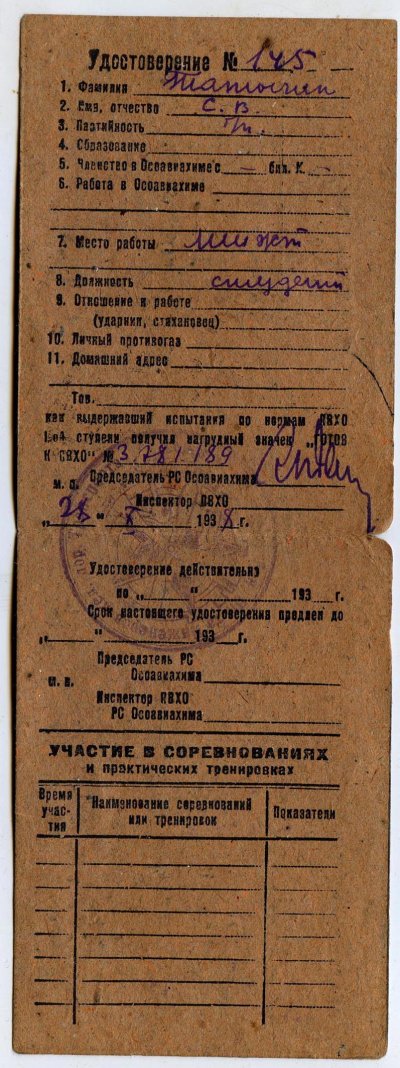 Удостоверение № 145
1. Фамилия
2. Имя, отчество С. В.
3. Партийность б/п.
4. Образование
5. Членство в Осоавиахиме с — бил. К. —
6. Работа в Осоавиахиме
7. Место работы
8. Должность студент
9. Отношение к работе
(ударник, стахановец)
10. Личный противогаз
11. Домашний адрес
Тов.
как выдержавший испытания по нормам ПВХО
1-ой ступени получил нагрудный значек „Готов
к ПВХО" № 3781189
м. п. Председатель РС Осоавиахима
Инспектор ПВХО
„28 " X 1938 г.
Удостоверение действительно
по „ " 193 г.
Срок настоящего удостоверения продлен до
„ " 193 г.
Председатель РС
м. п. Осоавиахима
Инспектор ПВХО
РС Осоавиахима
УЧАСТИЕ В СОРЕВНОВАНИЯХ
и практических тренировках
Время участия
Наименование соревнований или тренировок
Показатели